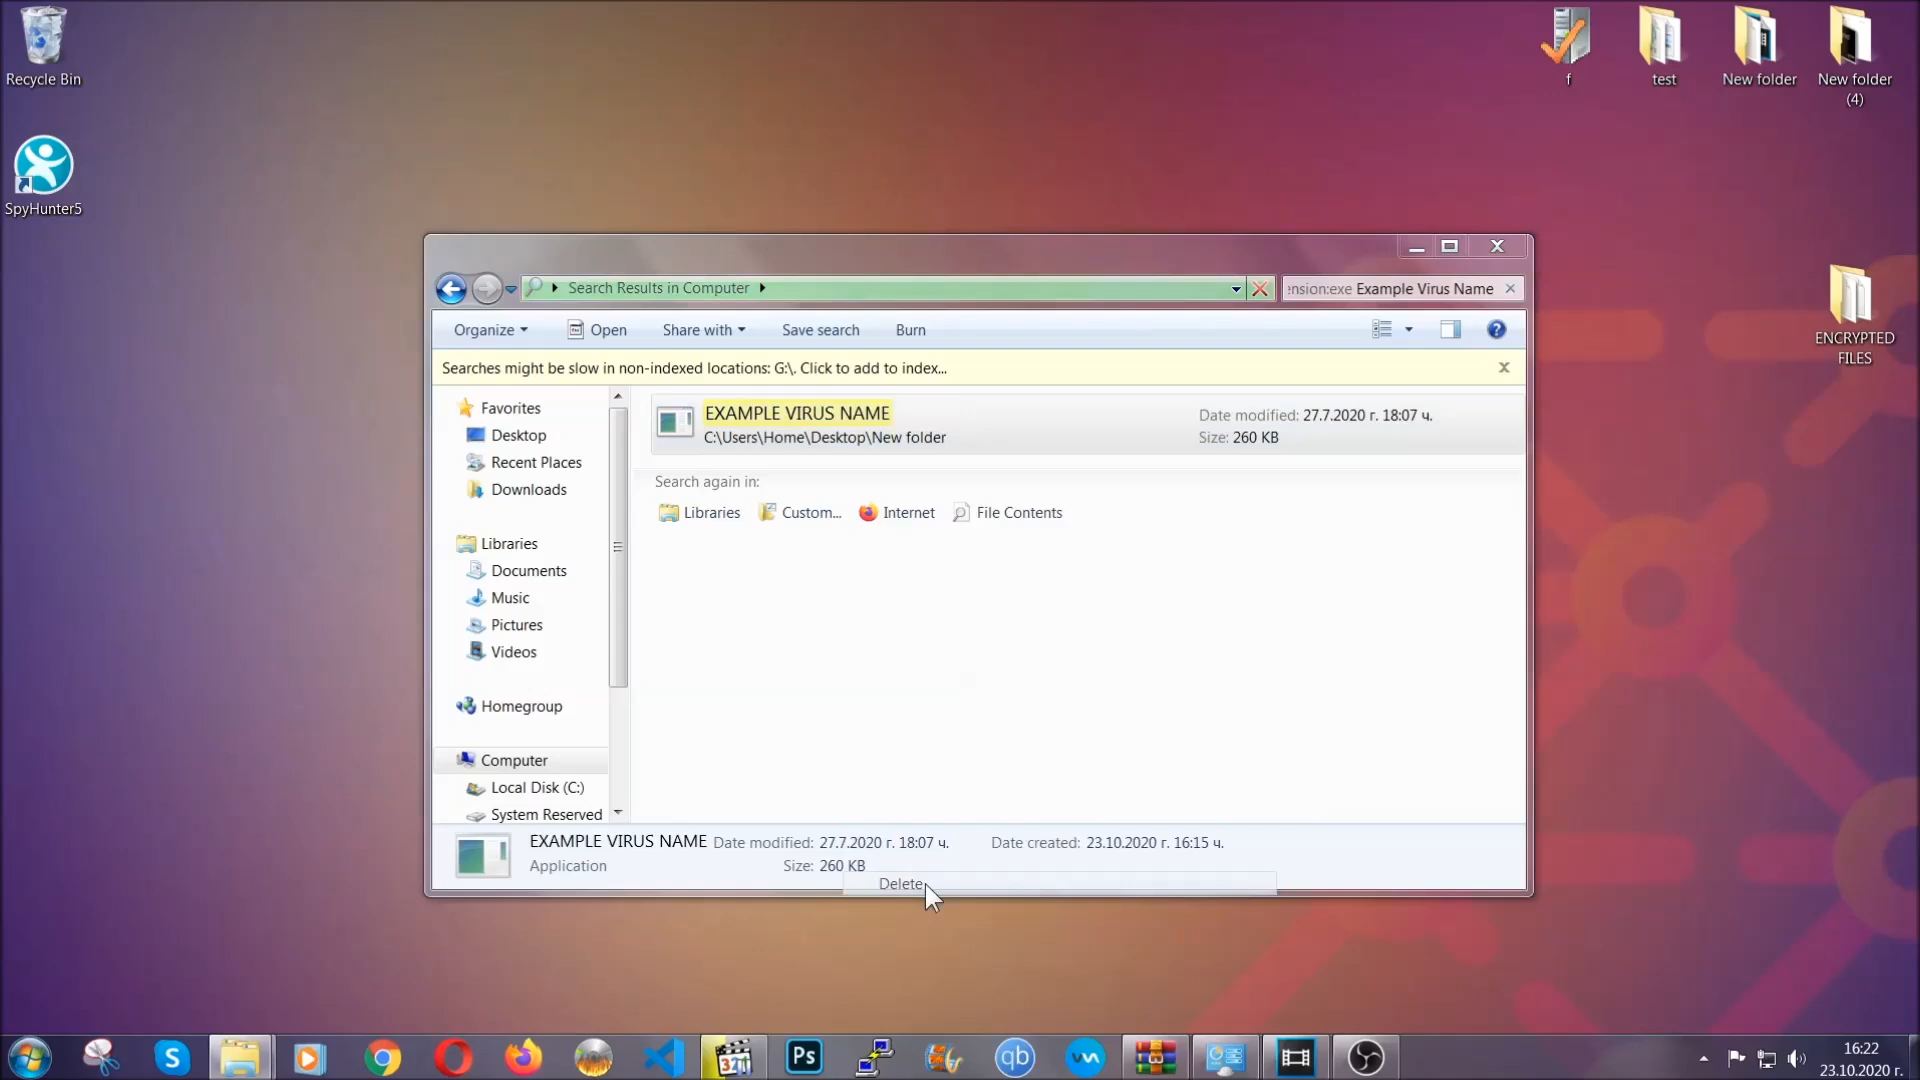 Recycle Bin
SpyHunter5
f
test
New folder
New folder
(4)
ENCRYPTED
FILES
Search Results in Computer
ension:exe Example Virus Name
Organize
Open
Share with
Save search
Burn
Searches might be slow in non-indexed locations: G:\. Click to add to index...
Favorites
Desktop
Recent Places
Downloads
Libraries
Documents
Music
Pictures
Videos
Homegroup
Computer
Local Disk (C:)
System Reserved
EXAMPLE VIRUS NAME
C:\Users\Home\Desktop\New folder
Date modified: 27.7.2020 г. 18:07 ч.
Size: 260 KB
Search again in:
Libraries
Custom...
Internet
File Contents
EXAMPLE VIRUS NAME Date modified: 27.7.2020 г. 18:07 ч. Date created: 23.10.2020 г. 16:15 ч.
Application Size: 260 KB
Delete
S
321
Ps
qb
16:22
23.10.2020 г.